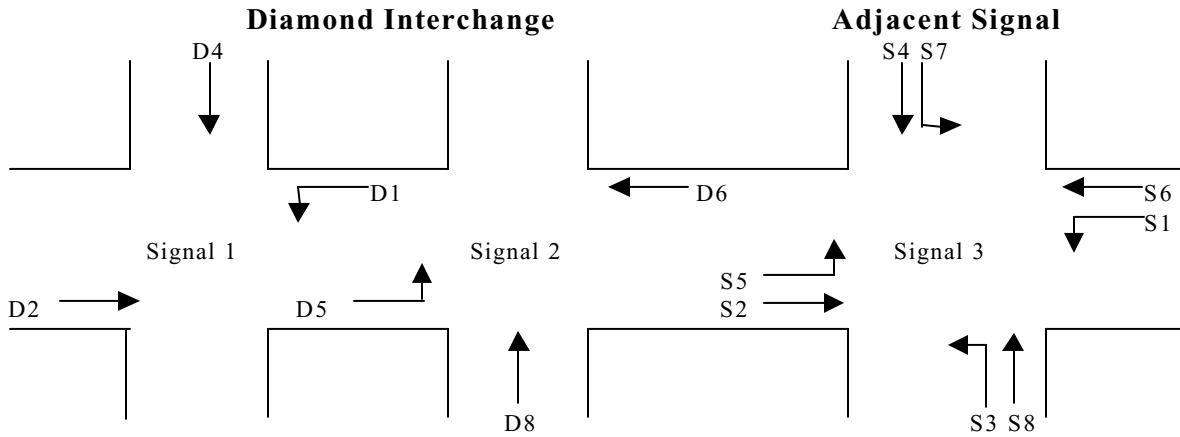 Diamond Interchange Adjacent Signal
D4 S4 S7
D1 D6 S6
S1
Signal 1 Signal 2 Signal 3
S5
D2 D5 S2
D8 S3 S8